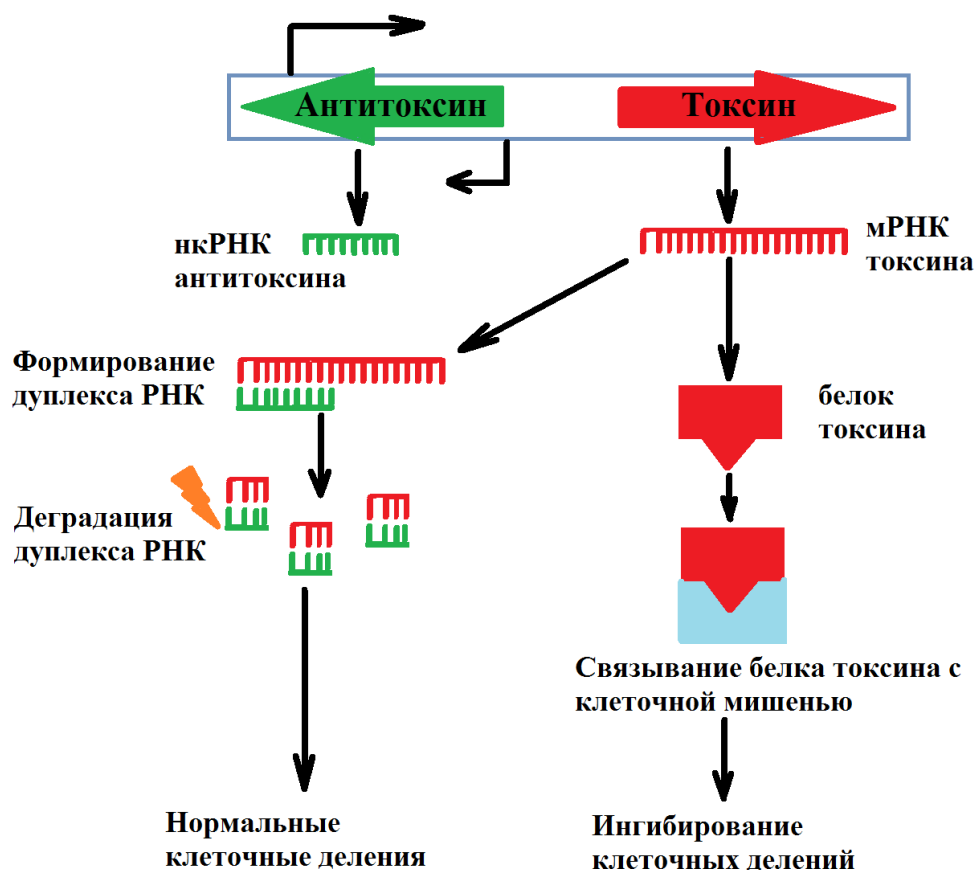 Антитоксин
Токсин
нкРНК
антитоксина
мРНК
токсина
Формирование
дуплекса РНК
белок
токсина
Деградация
дуплекса РНК
Связывание белка токсина с
клеточной мишенью
Нормальные
клеточные деления
Ингибирование
клеточных делений